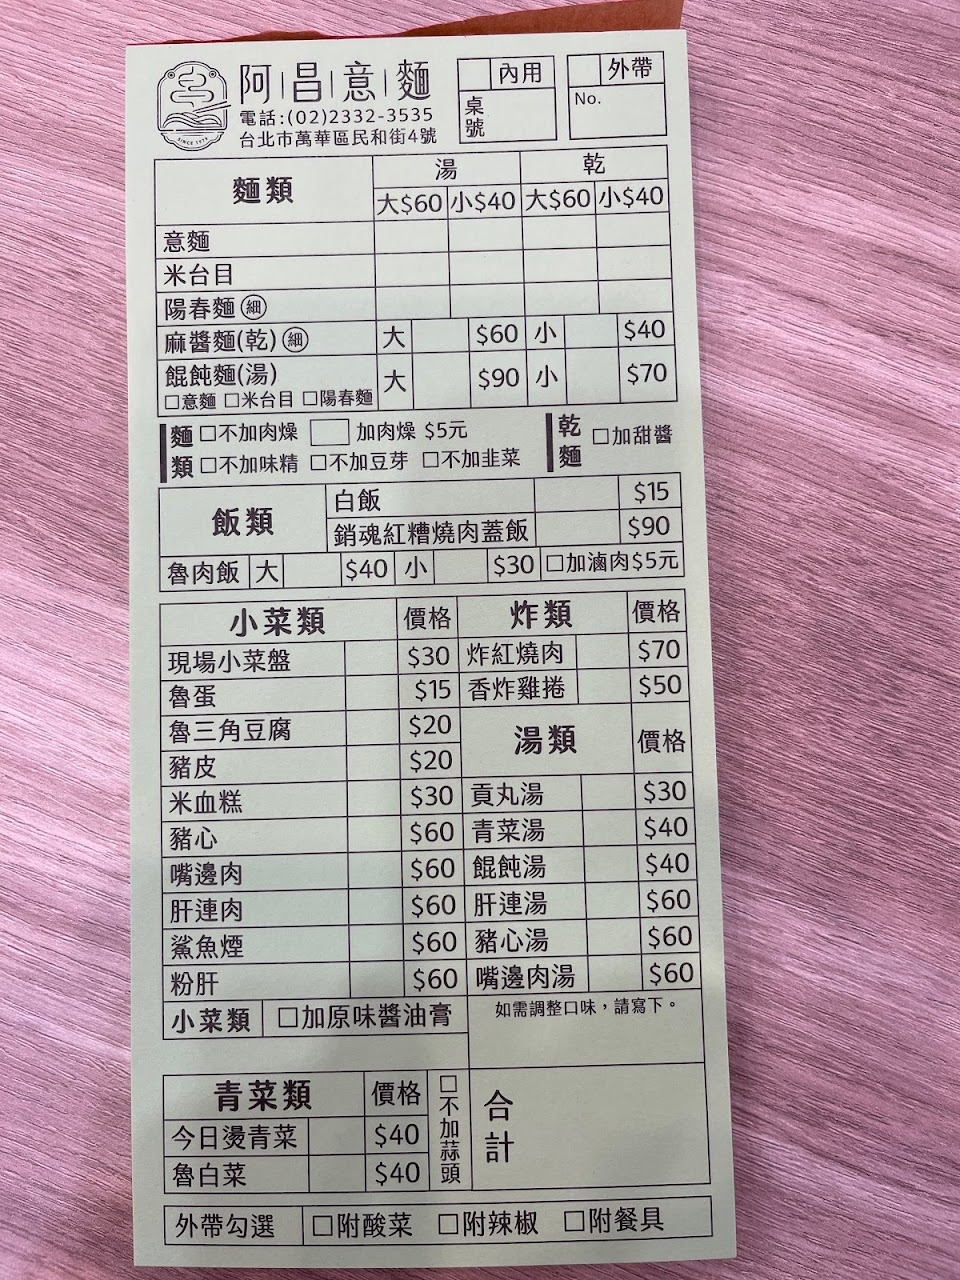 阿昌意麵
電話:(02)2332-3535
台北市萬華區民和街4號
SINCE 1974
內用
桌號
外帶
No.
麵類 湯 乾
大$60 小$40 大$60 小$40
意麵
米台目
陽春麵 細
麻醬麵(乾) 細 大 $60 小 $40
餛飩麵(湯) 大 $90 小 $70
□意麵 □米台目 □陽春麵
麵類 □不加肉燥 加肉燥 $5元
□不加味精 □不加豆芽 □不加韭菜
乾麵 □加甜醬
飯類 白飯 $15
銷魂紅糟燒肉蓋飯 $90
魯肉飯 大 $40 小 $30 □加滷肉$5元
小菜類 價格
現場小菜盤 $30
魯蛋 $15
魯三角豆腐 $20
豬皮 $20
米血糕 $30
豬心 $60
嘴邊肉 $60
肝連肉 $60
鯊魚煙 $60
粉肝 $60
小菜類 □加原味醬油膏
炸類 價格
炸紅燒肉 $70
香炸雞捲 $50
湯類 價格
貢丸湯 $30
青菜湯 $40
餛飩湯 $40
肝連湯 $60
豬心湯 $60
嘴邊肉湯 $60
如需調整口味,請寫下。
青菜類 價格
今日燙青菜 $40
魯白菜 $40
□不加蒜頭
合計
外帶勾選 □附酸菜 □附辣椒 □附餐具